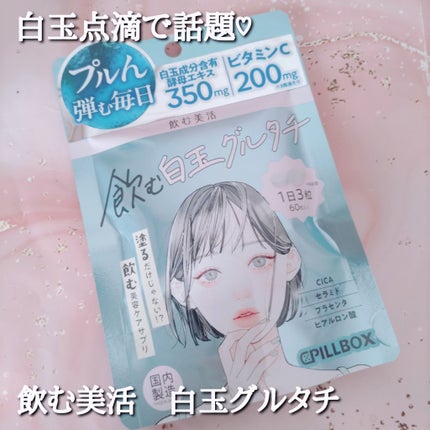 白玉点滴で話題♡
プルん
弾む毎日
白玉成分含有
酵母エキス
350mg
ビタミンC
200mg
飲む美活
飲む白玉グルタチ
1日3粒
60粒
塗るだけじゃない!?
飲む美容ケアサプリ
CICA
セラミド
プラセンタ
ヒアルロン酸
PILLBOX
国内
製造
飲む美活　白玉グルタチ